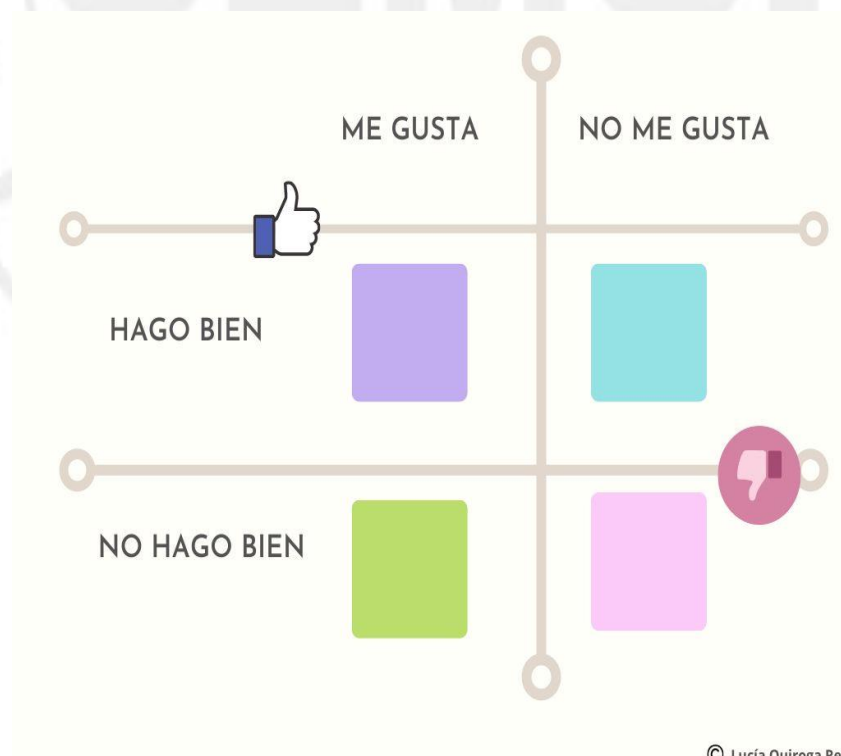 ME GUSTA
NO ME GUSTA
HAGO BIEN
NO HAGO BIEN
© Lucía Quiroga